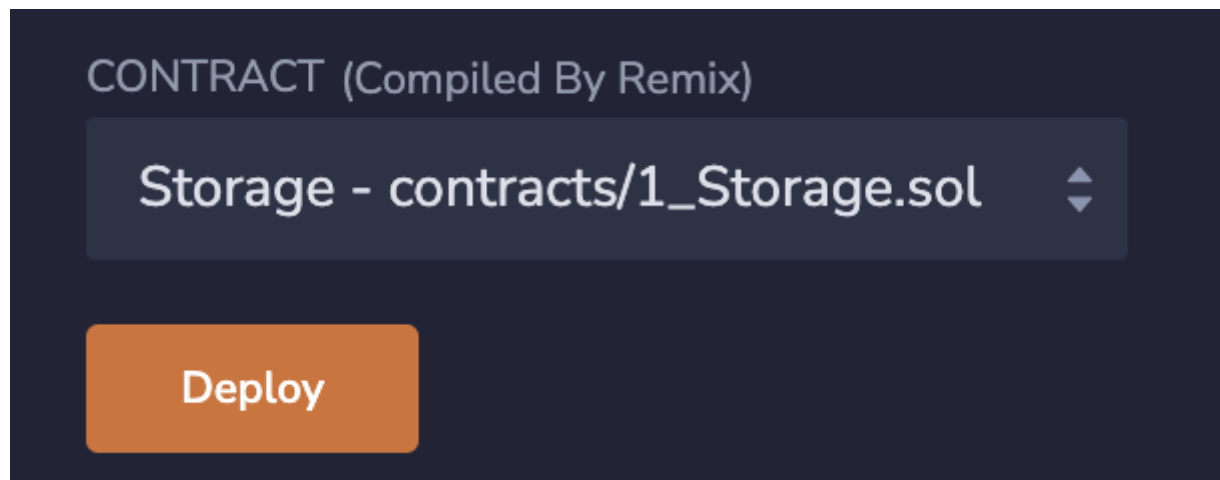 CONTRACT (Compiled By Remix)
Storage - contracts/1_Storage.sol
Deploy